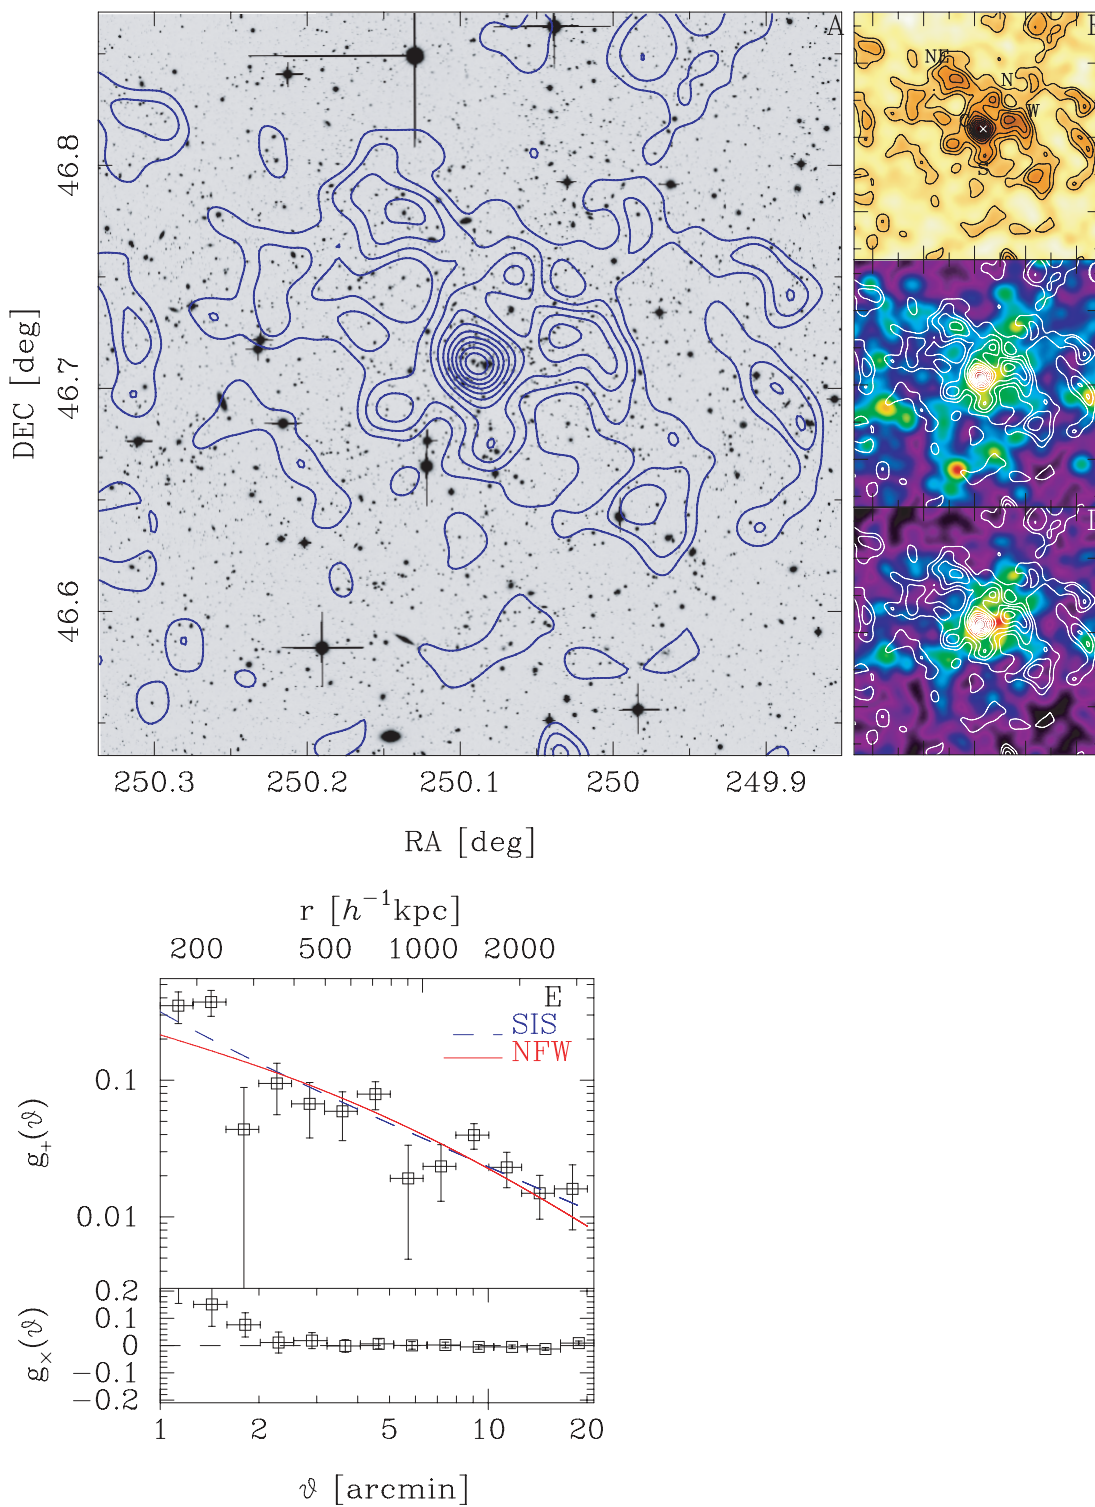 A
46.8
46.7
46.6
DEC [deg]
250.3 250.2 250.1 250 249.9
RA [deg]
NE
N
W
C
S
r [h⁻¹kpc]
200 500 1000 2000
E
SIS
NFW
0.1
0.01
g₊(ϑ)
0.2
0.1
0
−0.1
−0.2
g×(ϑ)
1 2 5 10 20
ϑ [arcmin]